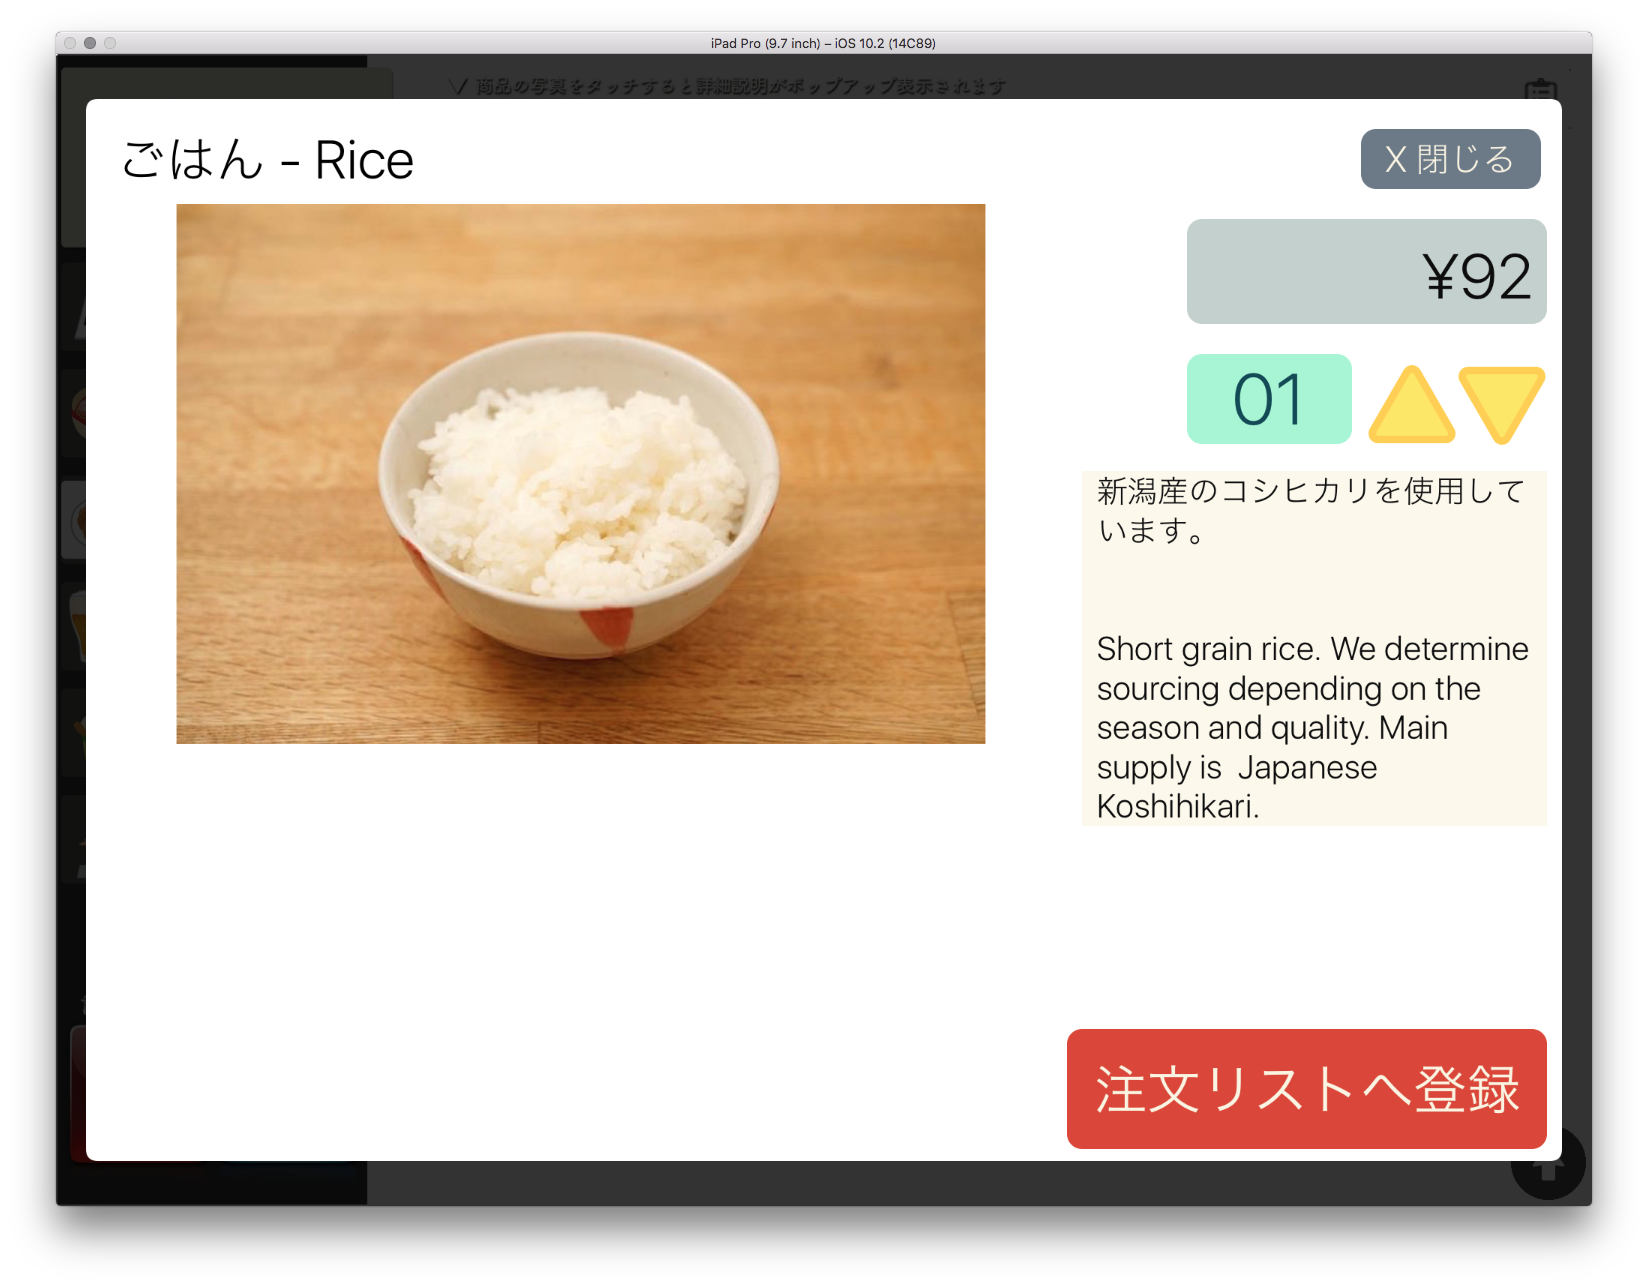 iPad Pro (9.7 inch) – iOS 10.2 (14C89)
＼／ 商品の写真をタッチすると詳細説明がポップアップ表示されます
ごはん - Rice
X 閉じる
¥92
01
新潟産のコシヒカリを使用して
います。
Short grain rice. We determine
sourcing depending on the
season and quality. Main
supply is  Japanese
Koshihikari.
注文リストへ登録